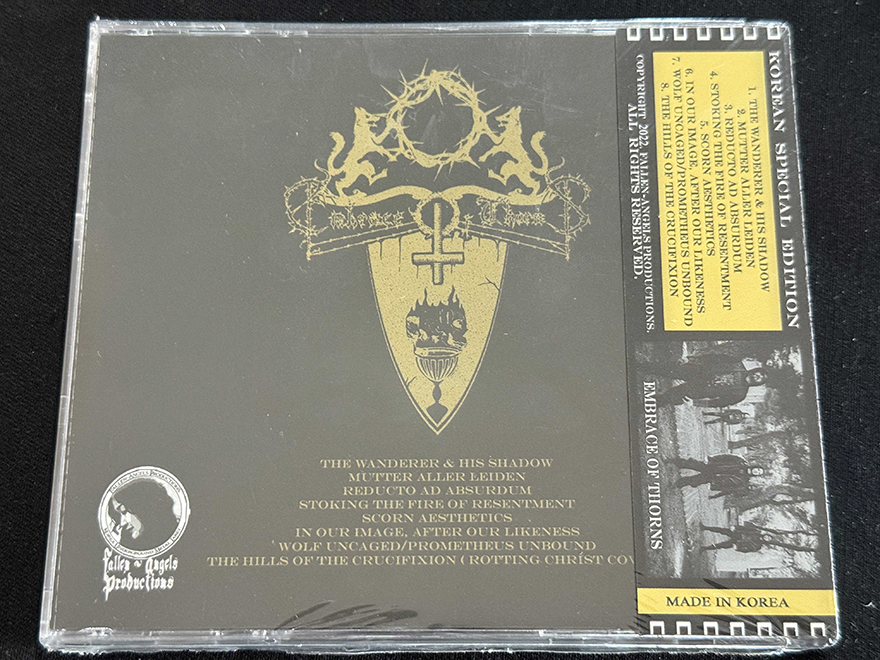 Embrace Of Thorns
THE WANDERER & HIS SHADOW
MUTTER ALLER LEIDEN
REDUCTO AD ABSURDUM
STOKING THE FIRE OF RESENTMENT
SCORN AESTHETICS
IN OUR IMAGE, AFTER OUR LIKENESS
WOLF UNCAGED/PROMETHEUS UNBOUND
THE HILLS OF THE CRUCIFIXION ( ROTTING CHRIST COV
Fallen Angels
Productions
KOREAN SPECIAL EDITION
1. THE WANDERER & HIS SHADOW
2. MUTTER ALLER LEIDEN
3. REDUCTO AD ABSURDUM
4. STOKING THE FIRE OF RESENTMENT
5. SCORN AESTHETICS
6. IN OUR IMAGE, AFTER OUR LIKENESS
7. WOLF UNCAGED/PROMETHEUS UNBOUND
8. THE HILLS OF THE CRUCIFIXION
COPYRIGHT 2022. FALLEN-ANGELS PRODUCTIONS.
ALL RIGHTS RESERVED.
EMBRACE OF THORNS
MADE IN KOREA